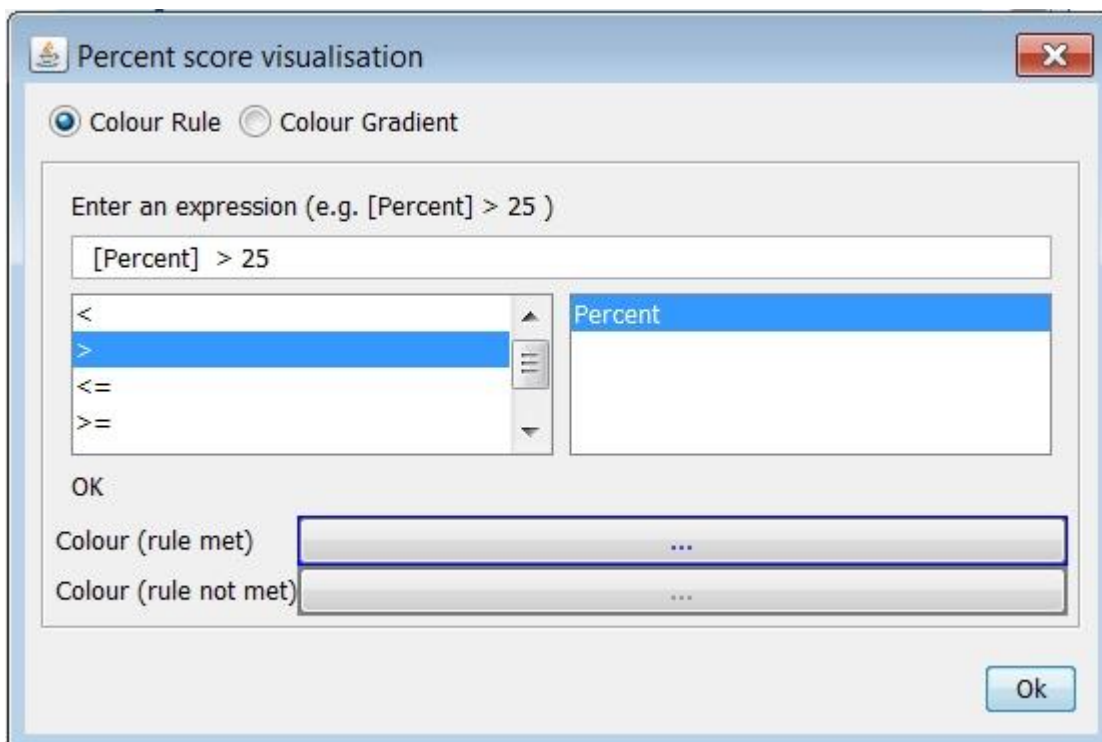 Percent score visualisation
Colour Rule Colour Gradient
Enter an expression (e.g. [Percent] > 25 )
[Percent] > 25
< Percent
>
<=
>=
OK
Colour (rule met) ...
Colour (rule not met) ...
Ok